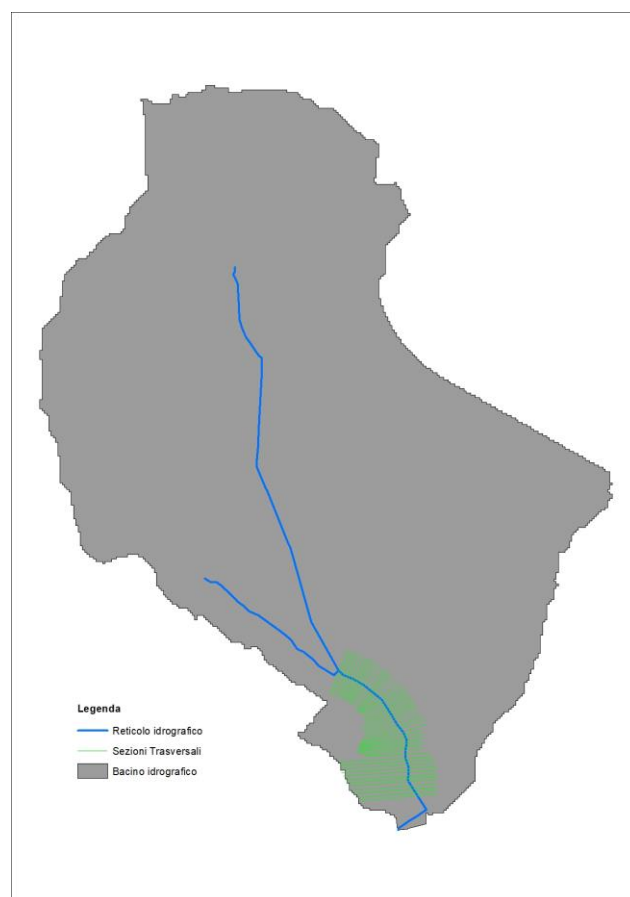 Legenda
Reticolo idrografico
Sezioni Trasversali
Bacino idrografico